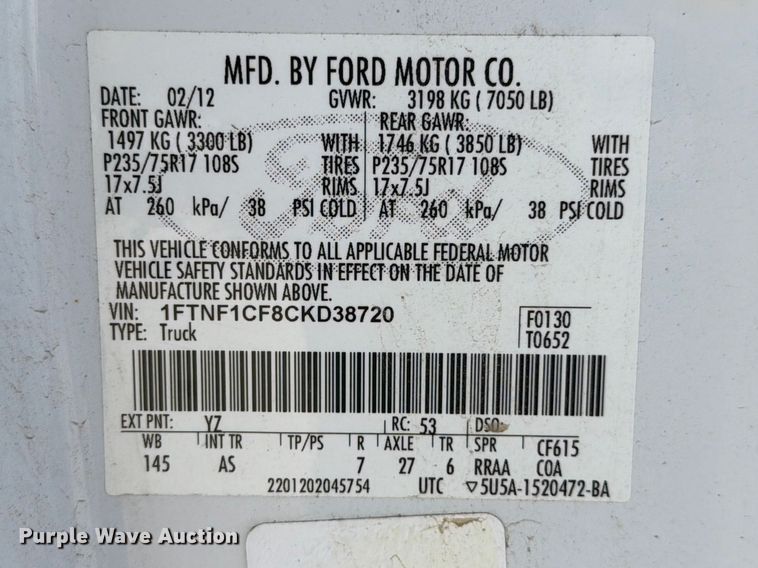 MFD. BY FORD MOTOR CO.
DATE: 02/12 GVWR: 3198 KG ( 7050 LB)
FRONT GAWR: REAR GAWR:
1497 KG ( 3300 LB) WITH 1746 KG ( 3850 LB) WITH
P235/75R17 108S TIRES P235/75R17 108S TIRES
17x7.5J RIMS 17x7.5J RIMS
AT 260 kPa/ 38 PSI COLD AT 260 kPa/ 38 PSI COLD
Ford
THIS VEHICLE CONFORMS TO ALL APPLICABLE FEDERAL MOTOR
VEHICLE SAFETY STANDARDS IN EFFECT ON THE DATE OF
MANUFACTURE SHOWN ABOVE.
VIN: 1FTNF1CF8CKD38720 F0130
TYPE: Truck T0652
EXT PNT: YZ RC: 53 DSO:
WB INT TR TP/PS R AXLE TR SPR CF615
145 AS 7 27 6 RRAA COA
2201202045754 UTC ▽5U5A-1520472-BA
Purple Wave Auction